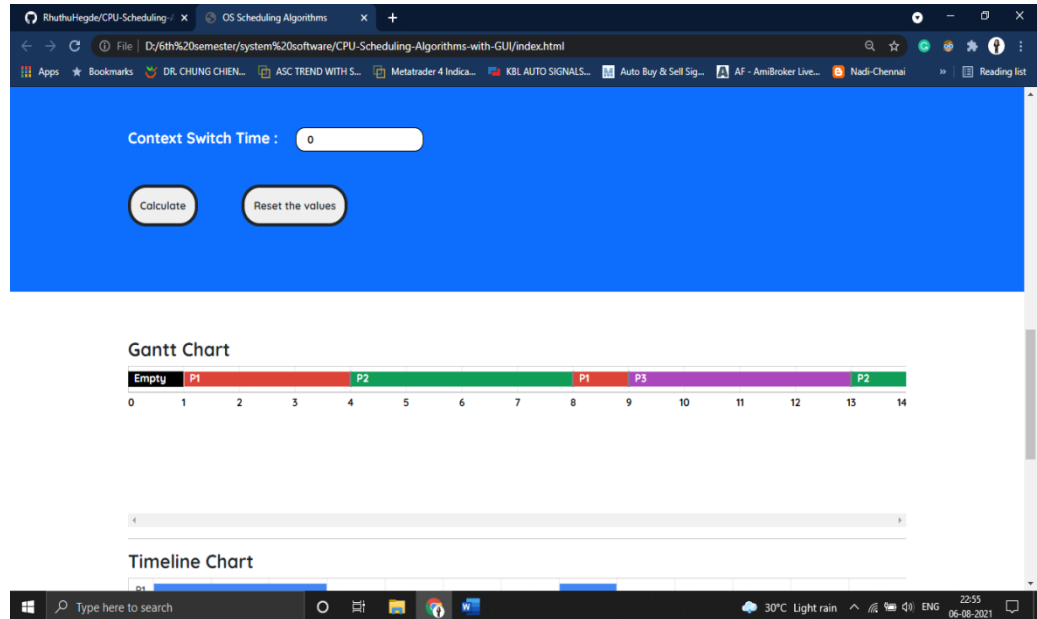 RhuthuHegde/CPU-Scheduling-A
OS Scheduling Algorithms
File D:/6th%20semester/system%20software/CPU-Scheduling-Algorithms-with-GUI/index.html
Apps Bookmarks DR. CHUNG CHIEN... ASC TREND WITH S... Metatrader 4 Indica... KBL AUTO SIGNALS... Auto Buy & Sell Sig... AF - AmiBroker Live... Nadi-Chennai » Reading list
Context Switch Time : 0
Calculate Reset the values
Gantt Chart
Empty P1 P2 P1 P3 P2
0 1 2 3 4 5 6 7 8 9 10 11 12 13 14
Timeline Chart
P1
Type here to search 30°C Light rain ENG 22:55
06-08-2021